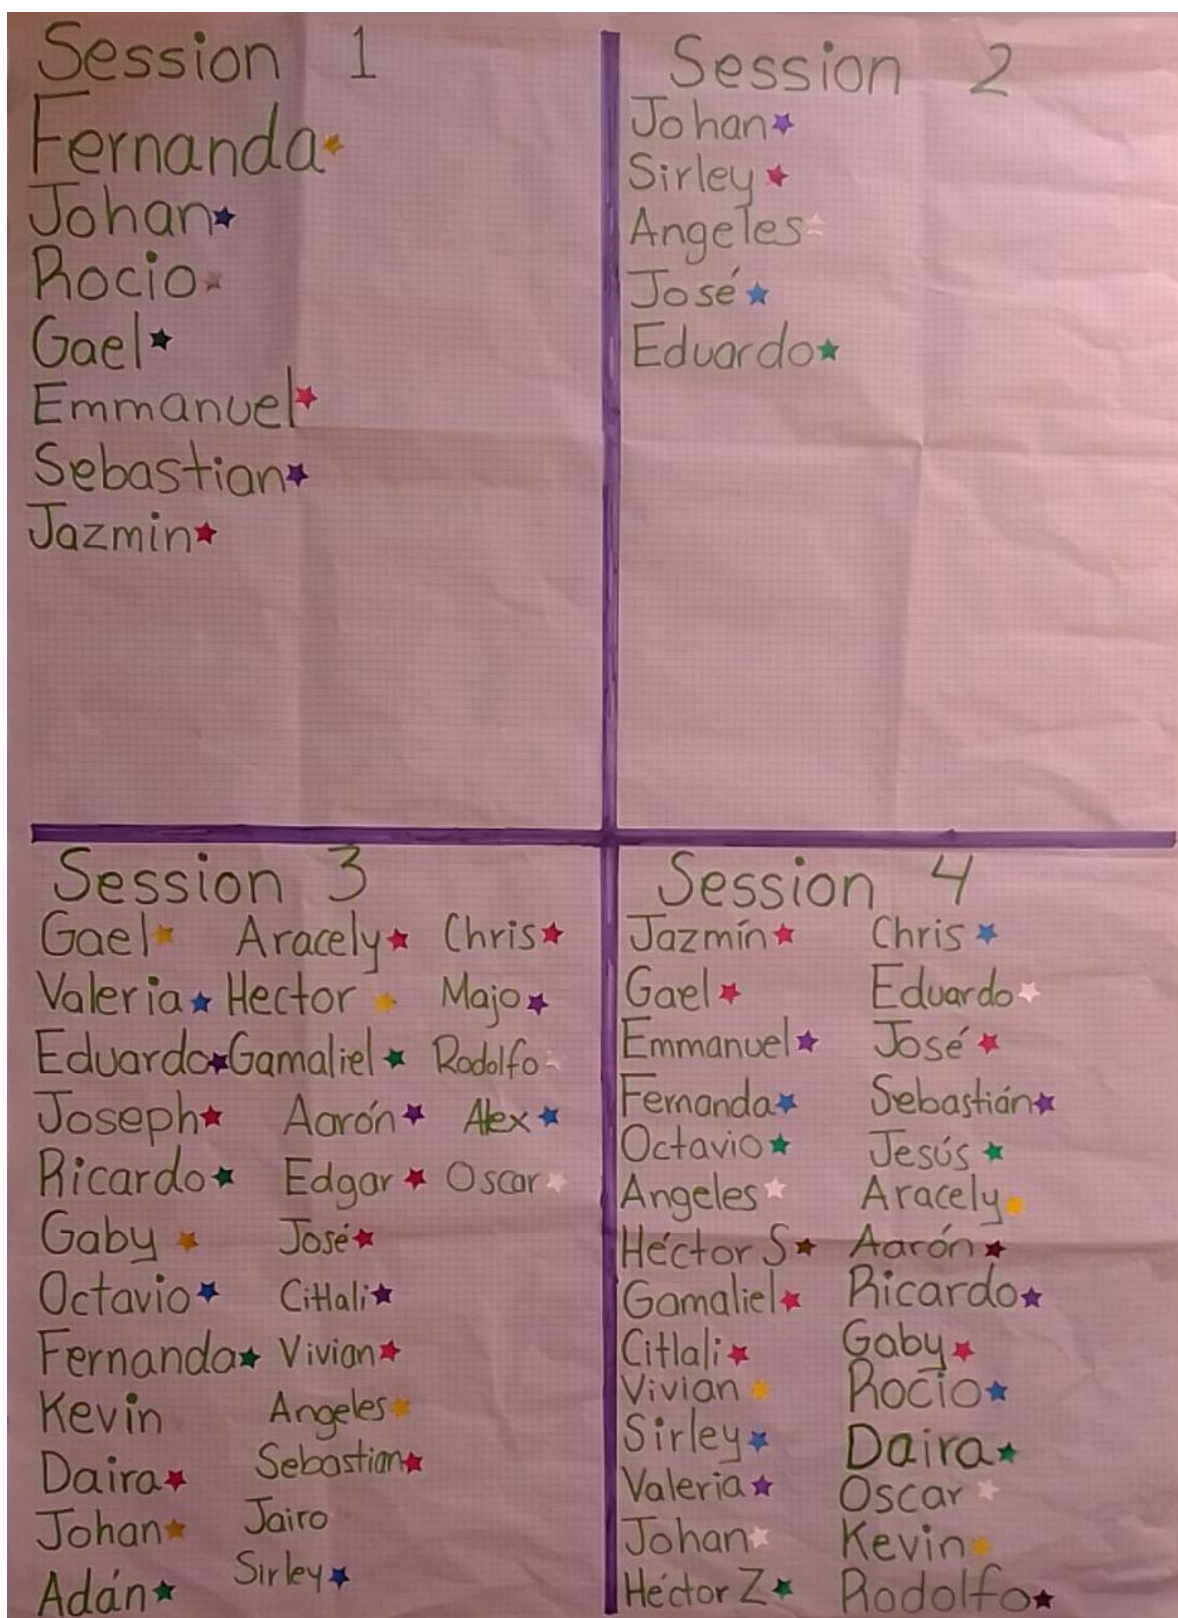 Session 1
Fernanda
Johan
Rocio
Gael
Emmanuel
Sebastian
Jazmin
Session 2
Johan
Sirley
Angeles
José
Eduardo
Session 3
Gael Aracely Chris
Valeria Hector Majo
Eduardo Gamaliel Rodolfo
Joseph Aarón Alex
Ricardo Edgar Oscar
Gaby José
Octavio Citlali
Fernanda Vivian
Kevin Angeles
Daira Sebastian
Johan Jairo
Adán Sirley
Session 4
Jazmín Chris
Gael Eduardo
Emmanuel José
Fernanda Sebastián
Octavio Jesús
Angeles Aracely
Héctor S Aarón
Gamaliel Ricardo
Citlali Gaby
Vivian Rocío
Sirley Daira
Valeria Oscar
Johan Kevin
Héctor Z Rodolfo